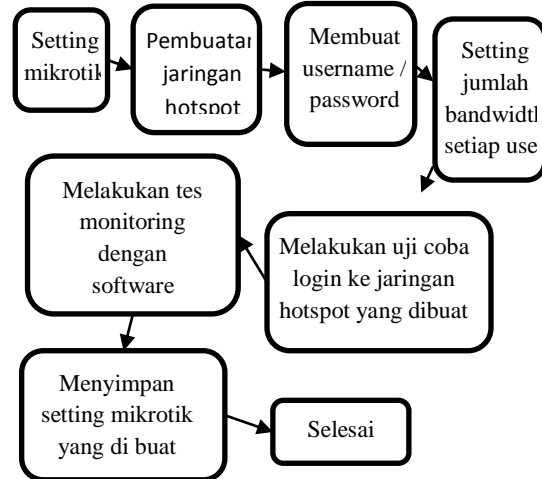 Setting
mikrotik
Pembuatan
jaringan
hotspot
Membuat
username /
password
Setting
jumlah
bandwidth
setiap use
Melakukan uji coba
login ke jaringan
hotspot yang dibuat
Melakukan tes
monitoring
dengan
software
Menyimpan
setting mikrotik
yang di buat
Selesai